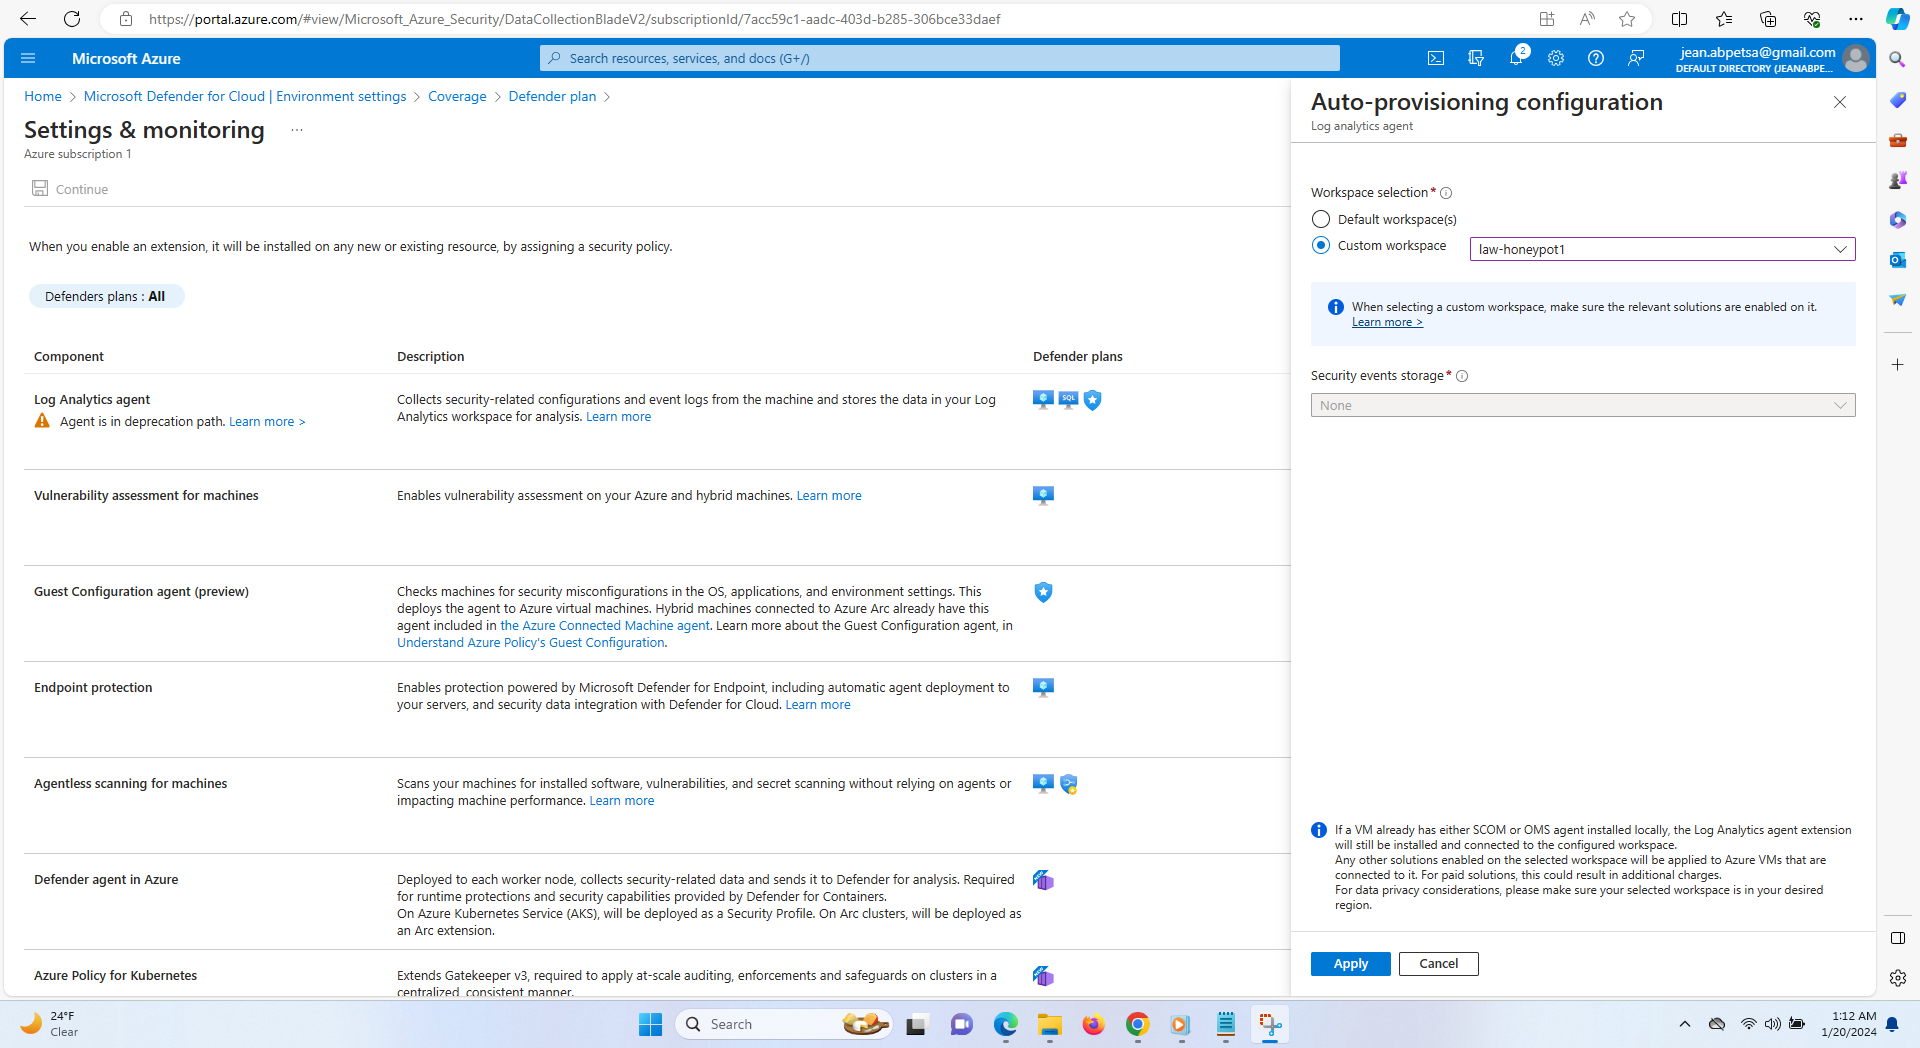 https://portal.azure.com/#view/Microsoft_Azure_Security/DataCollectionBladeV2/subscriptionId/7acc59c1-aadc-403d-b285-306bce33daef
Microsoft Azure
Search resources, services, and docs (G+/)
2
jean.abpetsa@gmail.com
DEFAULT DIRECTORY (JEANABPE...
Home > Microsoft Defender for Cloud | Environment settings > Coverage > Defender plan >
Settings & monitoring ...
Azure subscription 1
Continue
When you enable an extension, it will be installed on any new or existing resource, by assigning a security policy.
Defenders plans : All
Component Description Defender plans
Log Analytics agent
Agent is in deprecation path. Learn more >
Collects security-related configurations and event logs from the machine and stores the data in your Log
Analytics workspace for analysis. Learn more
SQL
Vulnerability assessment for machines
Enables vulnerability assessment on your Azure and hybrid machines. Learn more
Guest Configuration agent (preview)
Checks machines for security misconfigurations in the OS, applications, and environment settings. This
deploys the agent to Azure virtual machines. Hybrid machines connected to Azure Arc already have this
agent included in the Azure Connected Machine agent. Learn more about the Guest Configuration agent, in
Understand Azure Policy's Guest Configuration.
Endpoint protection
Enables protection powered by Microsoft Defender for Endpoint, including automatic agent deployment to
your servers, and security data integration with Defender for Cloud. Learn more
Agentless scanning for machines
Scans your machines for installed software, vulnerabilities, and secret scanning without relying on agents or
impacting machine performance. Learn more
Defender agent in Azure
Deployed to each worker node, collects security-related data and sends it to Defender for analysis. Required
for runtime protections and security capabilities provided by Defender for Containers.
On Azure Kubernetes Service (AKS), will be deployed as a Security Profile. On Arc clusters, will be deployed as
an Arc extension.
Azure Policy for Kubernetes
Extends Gatekeeper v3, required to apply at-scale auditing, enforcements and safeguards on clusters in a
centralized, consistent manner.
Auto-provisioning configuration
Log analytics agent
Workspace selection *
Default workspace(s)
Custom workspace
law-honeypot1
When selecting a custom workspace, make sure the relevant solutions are enabled on it.
Learn more >
Security events storage *
None
If a VM already has either SCOM or OMS agent installed locally, the Log Analytics agent extension
will still be installed and connected to the configured workspace.
Any other solutions enabled on the selected workspace will be applied to Azure VMs that are
connected to it. For paid solutions, this could result in additional charges.
For data privacy considerations, please make sure your selected workspace is in your desired
region.
Apply
Cancel
24°F
Clear
Search
1:12 AM
1/20/2024